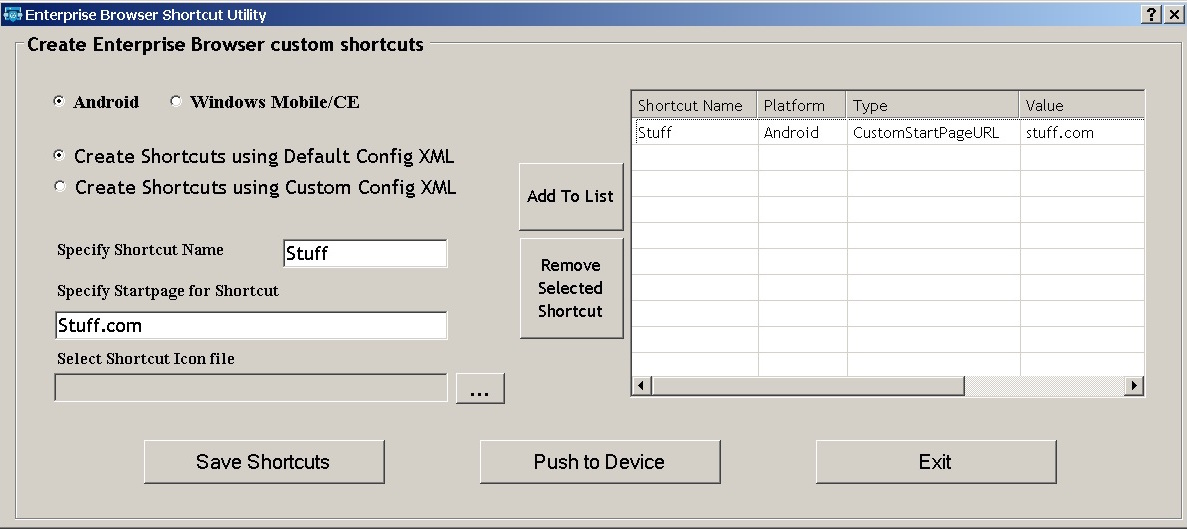 Enterprise Browser Shortcut Utility
Create Enterprise Browser custom shortcuts
Android Windows Mobile/CE
Create Shortcuts using Default Config XML
Create Shortcuts using Custom Config XML
Specify Shortcut Name Stuff
Specify Startpage for Shortcut
Stuff.com
Select Shortcut Icon file
...
Add To List
Remove
Selected
Shortcut
Shortcut Name Platform Type Value
Stuff Android CustomStartPageURL stuff.com
Save Shortcuts Push to Device Exit